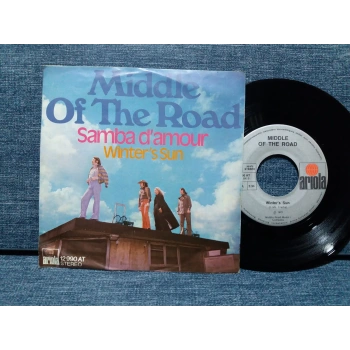 Middle
Of The Road
Samba d'amour
Winter's Sun
ariola
12 990 AT
STEREO
MIDDLE
OF THE ROAD
ariola
Winter's Sun